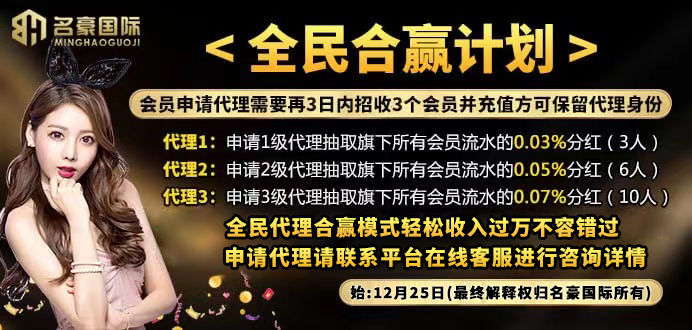 名豪国际
MINGHAOGUOJI
<全民合赢计划>
会员申请代理需要再3日内招收3个会员并充值方可保留代理身份
代理1：申请1级代理抽取旗下所有会员流水的0.03%分红（3人）
代理2：申请2级代理抽取旗下所有会员流水的0.05%分红（6人）
代理3：申请3级代理抽取旗下所有会员流水的0.07%分红（10人）
全民代理合赢模式轻松收入过万不容错过
申请代理请联系平台在线客服进行咨询详情
始:12月25日(最终解释权归名豪国际所有)